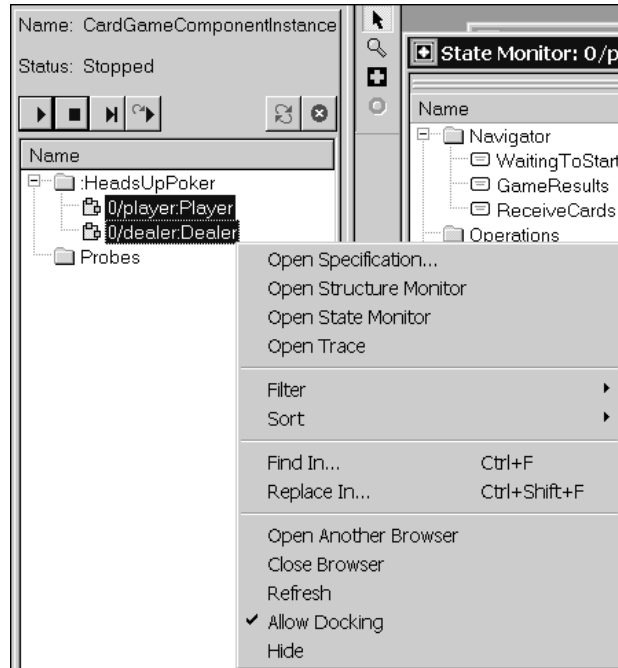 Name: CardGameComponentInstance
Status: Stopped
Name
:HeadsUpPoker
0/player:Player
0/dealer:Dealer
Probes
State Monitor: 0/p
Name
Navigator
WaitingToStart
GameResults
ReceiveCards
Operations
Open Specification...
Open Structure Monitor
Open State Monitor
Open Trace
Filter
Sort
Find In... Ctrl+F
Replace In... Ctrl+Shift+F
Open Another Browser
Close Browser
Refresh
Allow Docking
Hide